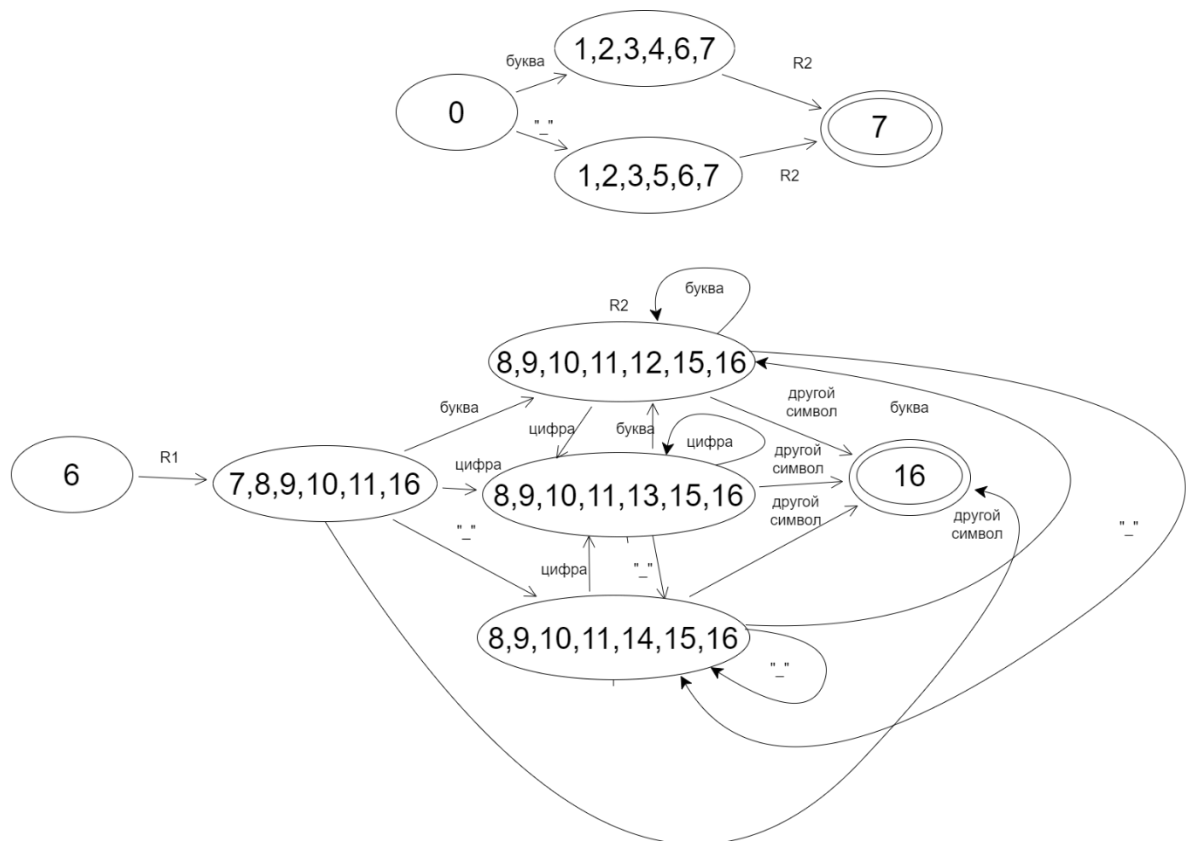 1,2,3,4,6,7
буква
R2
0
7
"_"
1,2,3,5,6,7
R2
буква
R2
8,9,10,11,12,15,16
другой
символ
буква
буква
цифра
буква
цифра
другой
символ
6
R1
7,8,9,10,11,16
цифра
8,9,10,11,13,15,16
16
другой
символ
другой
символ
"_"
"_"
цифра
"_"
8,9,10,11,14,15,16
"_"